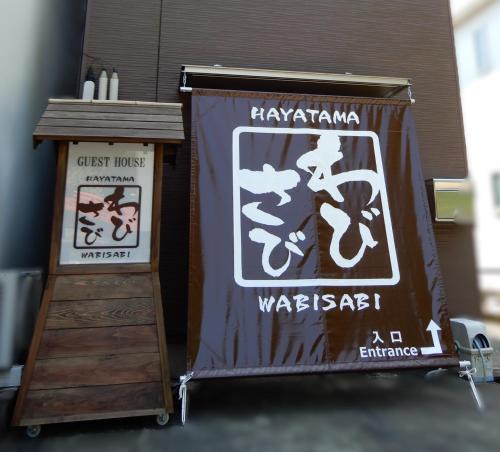 GUEST HOUSE
HAYATAMA
わび
さび
WABISABI
HAYATAMA
わび
さび
WABISABI
入口
Entrance